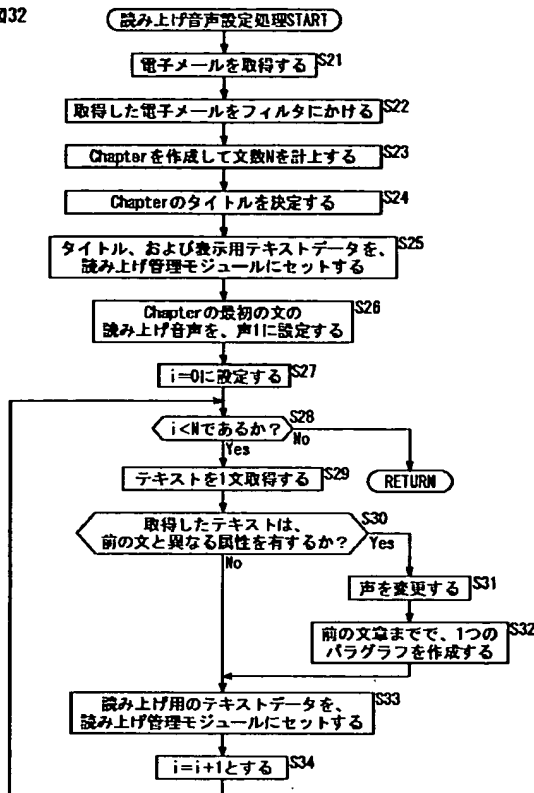 図32
読み上げ音声設定処理START
電子メールを取得する S21
取得した電子メールをフィルタにかける S22
Chapterを作成して文数Nを計上する S23
Chapterのタイトルを決定する S24
タイトル、および表示用テキストデータを、 S25
読み上げ管理モジュールにセットする
Chapterの最初の文の S26
読み上げ音声を、声1に設定する
i=0に設定する S27
i<Nであるか? S28
Yes No
テキストを1文取得する S29
RETURN
取得したテキストは、 S30
前の文と異なる属性を有するか? Yes
No
声を変更する S31
前の文章までで、1つの S32
パラグラフを作成する
読み上げ用のテキストデータを、 S33
読み上げ管理モジュールにセットする
i=i+1とする S34